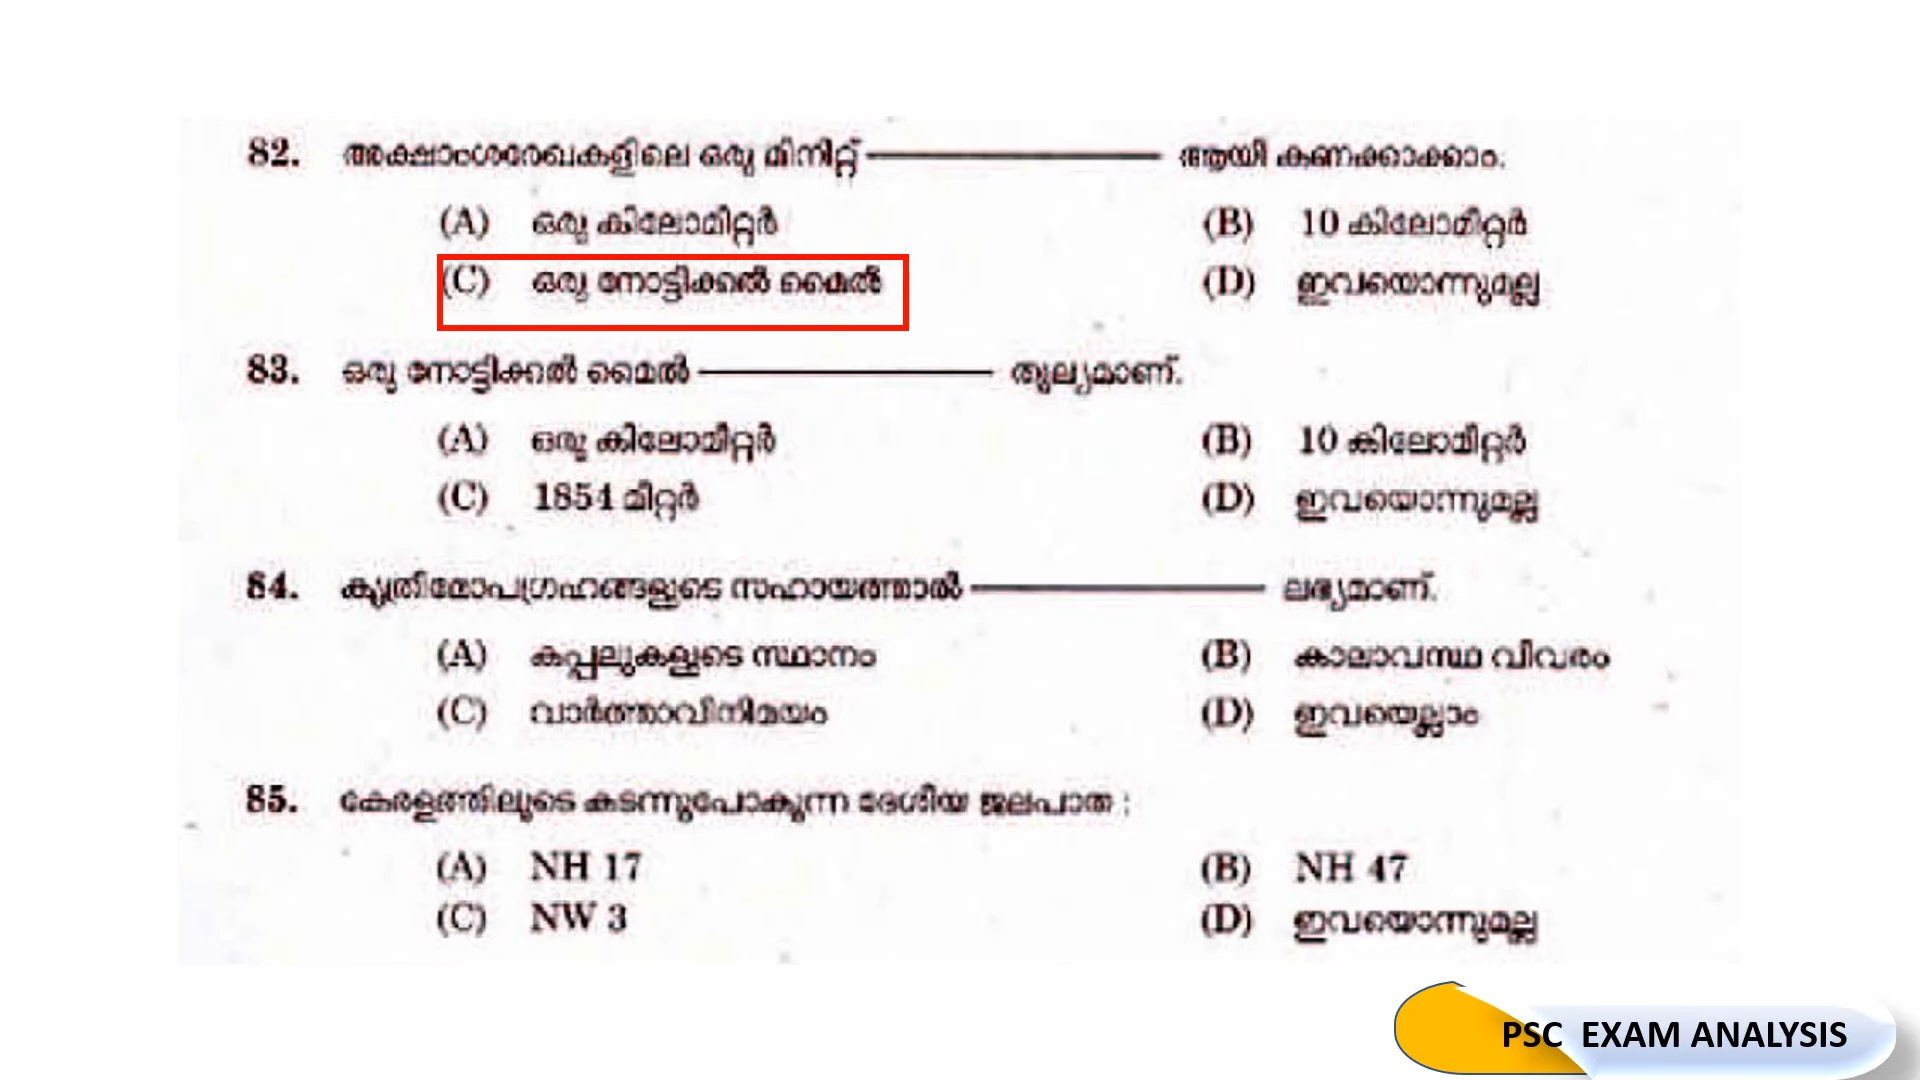 82. അക്ഷാംശരേഖകളിലെ ഒരു മിനിറ്റ് ———— ആയി കണക്കാക്കാം.
(A) ഒരു കിലോമീറ്റർ (B) 10 കിലോമീറ്റർ
(C) ഒരു നോട്ടിക്കൽ മൈൽ (D) ഇവയൊന്നുമല്ല
83. ഒരു നോട്ടിക്കൽ മൈൽ ———— തുല്യമാണ്.
(A) ഒരു കിലോമീറ്റർ (B) 10 കിലോമീറ്റർ
(C) 1854 മീറ്റർ (D) ഇവയൊന്നുമല്ല
84. കൃത്രിമോപഗ്രഹങ്ങളുടെ സഹായത്താൽ ———— ലഭ്യമാണ്.
(A) കപ്പലുകളുടെ സ്ഥാനം (B) കാലാവസ്ഥ വിവരം
(C) വാർത്താവിനിമയം (D) ഇവയെല്ലാം
85. കേരളത്തിലൂടെ കടന്നുപോകുന്ന ദേശീയ ജലപാത :
(A) NH 17 (B) NH 47
(C) NW 3 (D) ഇവയൊന്നുമല്ല
PSC EXAM ANALYSIS